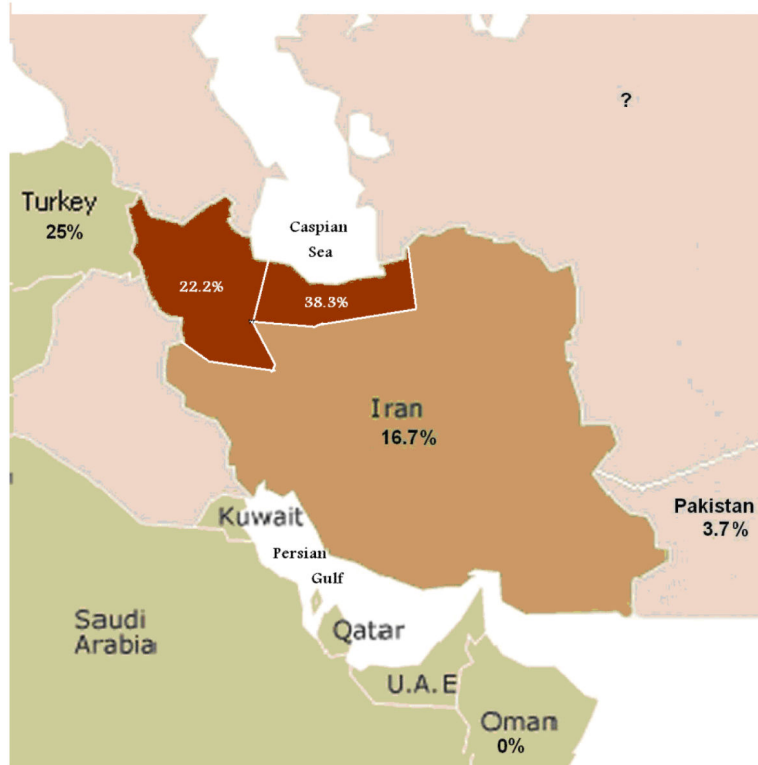 ?
Turkey
25%
Caspian
Sea
22.2%
38.3%
Iran
16.7%
Pakistan
3.7%
Kuwait
Persian
Gulf
Saudi
Arabia
Qatar
U.A.E
Oman
0%